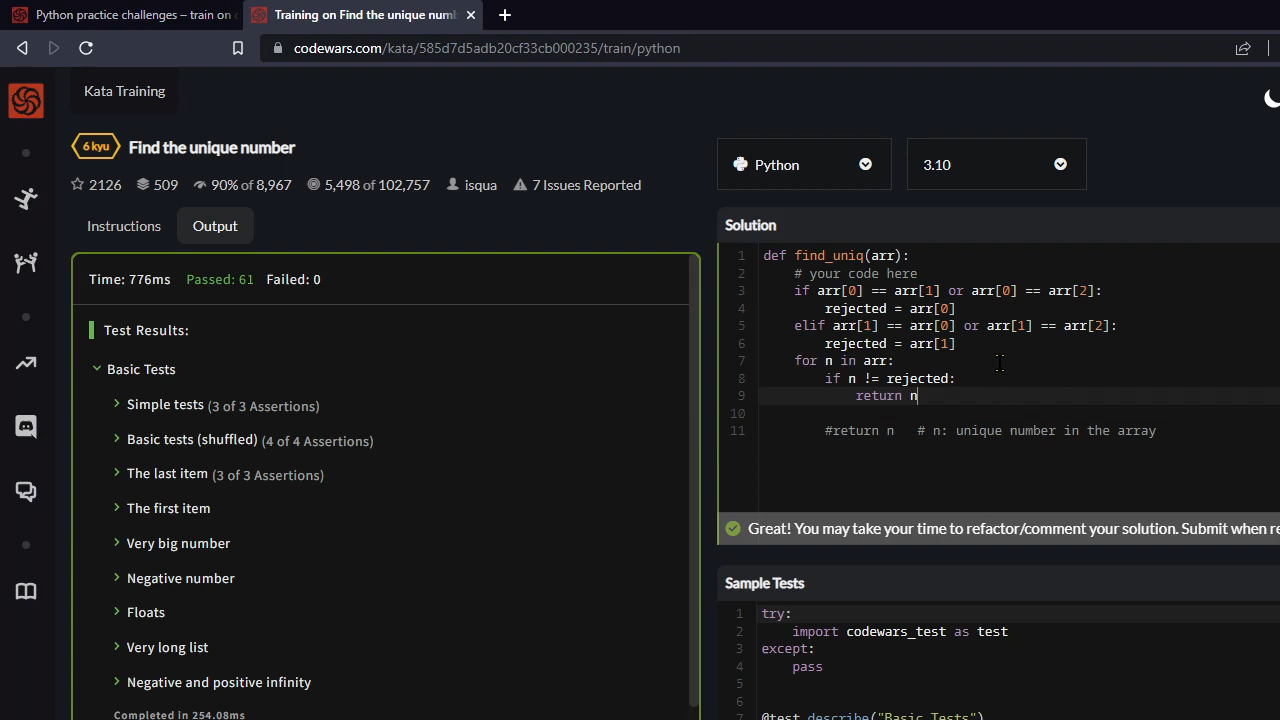 Python practice challenges – train on
Training on Find the unique num
codewars.com/kata/585d7d5adb20cf33cb000235/train/python
Kata Training
6 kyu Find the unique number
2126 509 90% of 8,967 5,498 of 102,757 isqua 7 Issues Reported
Instructions Output
Time: 776ms Passed: 61 Failed: 0
Test Results:
Basic Tests
Simple tests (3 of 3 Assertions)
Basic tests (shuffled) (4 of 4 Assertions)
The last item (3 of 3 Assertions)
The first item
Very big number
Negative number
Floats
Very long list
Negative and positive infinity
Completed in 254.08ms
Python 3.10
Solution
1 def find_uniq(arr):
2 # your code here
3 if arr[0] == arr[1] or arr[0] == arr[2]:
4 rejected = arr[0]
5 elif arr[1] == arr[0] or arr[1] == arr[2]:
6 rejected = arr[1]
7 for n in arr:
8 if n != rejected:
9 return n
10
11 #return n # n: unique number in the array
Great! You may take your time to refactor/comment your solution. Submit when re
Sample Tests
1 try:
2 import codewars_test as test
3 except:
4 pass
5
6
7 @test.describe("Basic Tests")